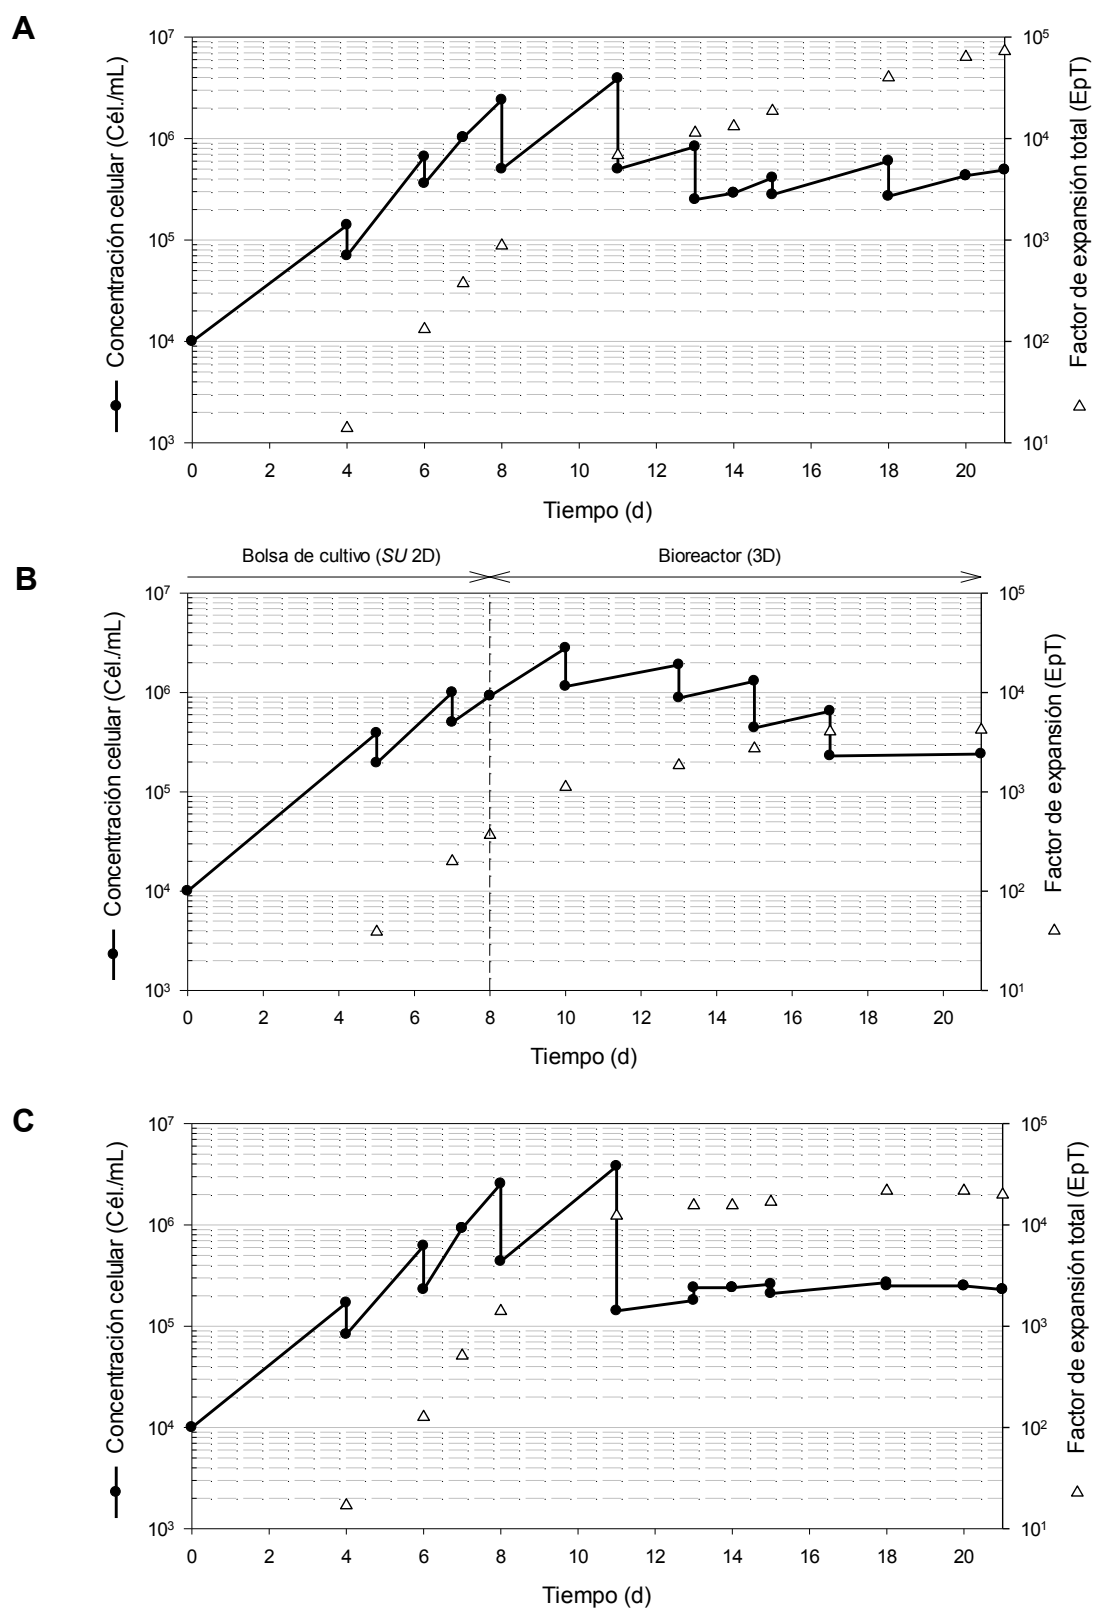 A
10⁷ 10⁵
10⁶ 10⁴
10⁵ 10³
10⁴ 10²
10³ 10¹
Concentración celular (Cél./mL)
Factor de expansión total (EpT)
0 2 4 6 8 10 12 14 16 18 20
Tiempo (d)
Bolsa de cultivo (SU 2D) Bioreactor (3D)
B
10⁷ 10⁵
10⁶ 10⁴
10⁵ 10³
10⁴ 10²
10³ 10¹
Concentración celular (Cél./mL)
Factor de expansión (EpT)
0 2 4 6 8 10 12 14 16 18 20
Tiempo (d)
C
10⁷ 10⁵
10⁶ 10⁴
10⁵ 10³
10⁴ 10²
10³ 10¹
Concentración celular (Cél./mL)
Factor de expansión total (EpT)
0 2 4 6 8 10 12 14 16 18 20
Tiempo (d)